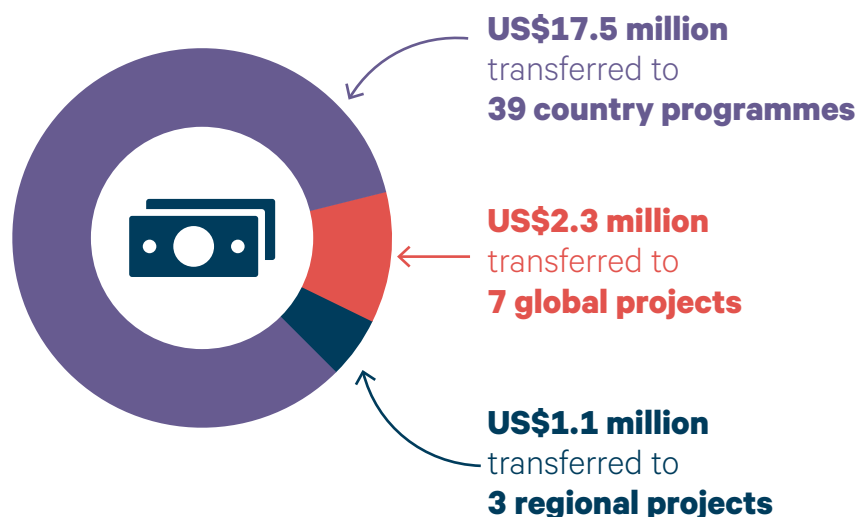 US$17.5 million
transferred to
39 country programmes
US$2.3 million
transferred to
7 global projects
US$1.1 million
transferred to
3 regional projects